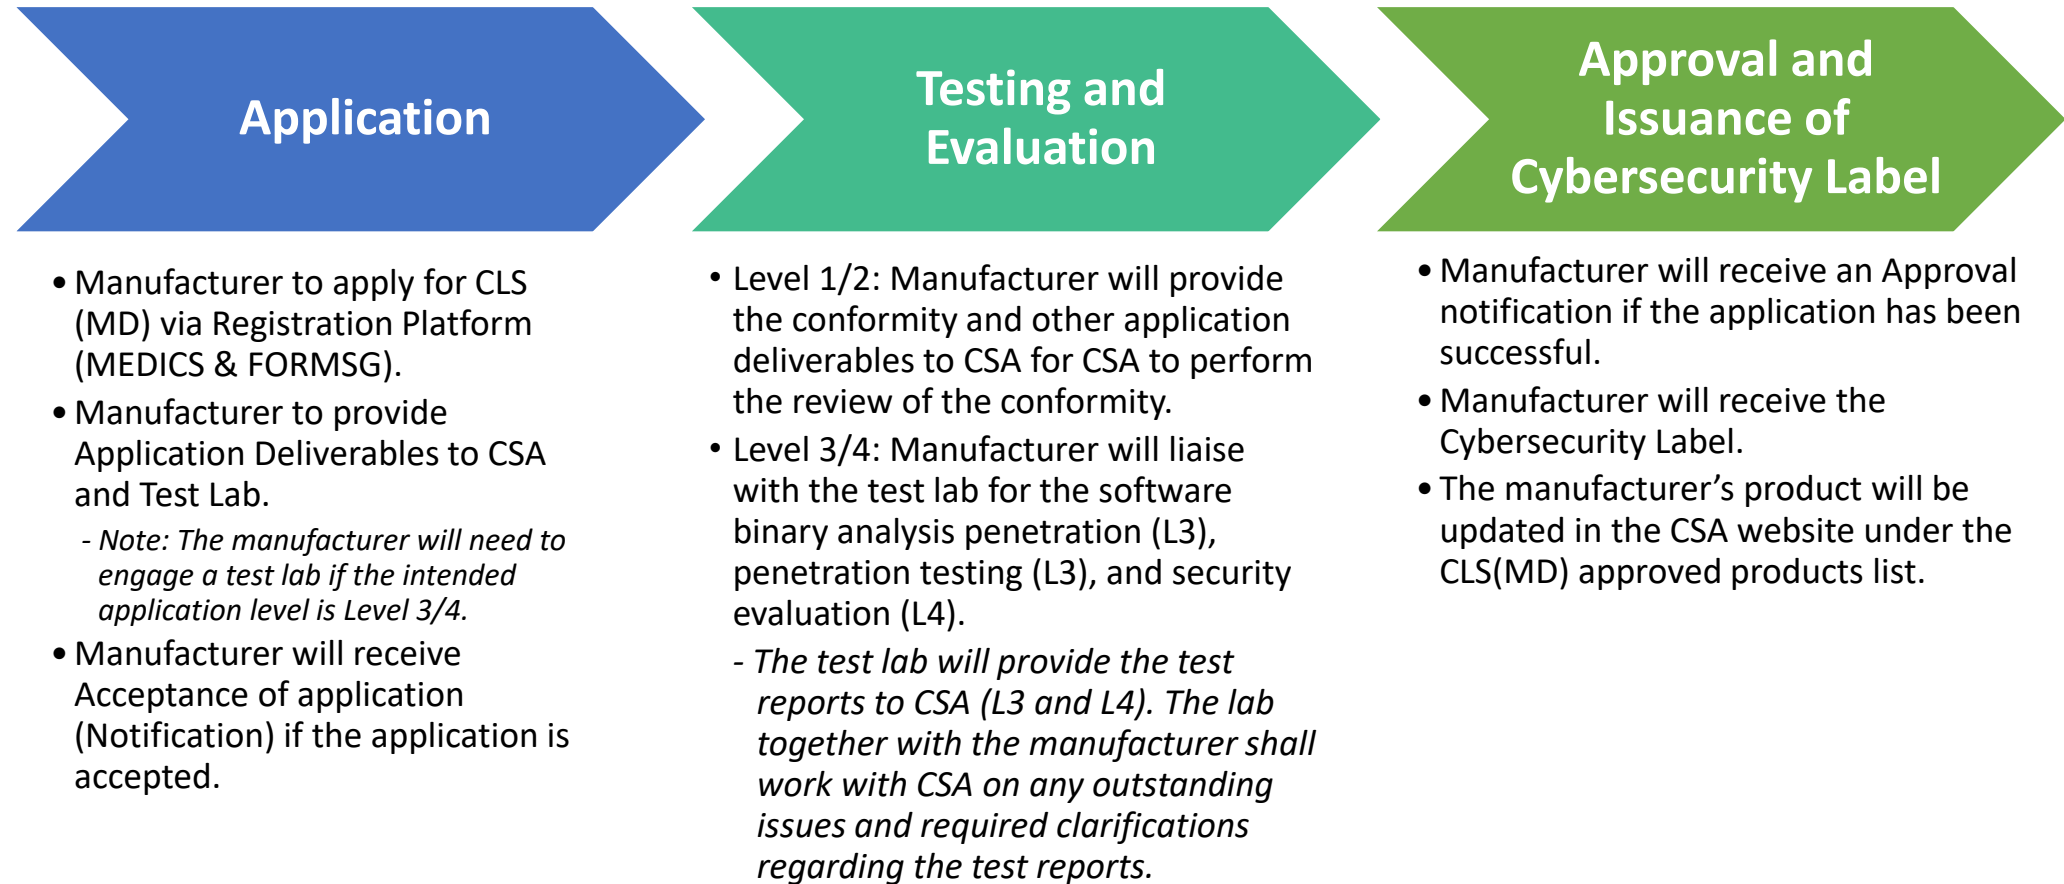 Application
• Manufacturer to apply for CLS
(MD) via Registration Platform
(MEDICS & FORMSG).
• Manufacturer to provide
Application Deliverables to CSA
and Test Lab.
- Note: The manufacturer will need to
engage a test lab if the intended
application level is Level 3/4.
• Manufacturer will receive
Acceptance of application
(Notification) if the application is
accepted.
Testing and
Evaluation
• Level 1/2: Manufacturer will provide
the conformity and other application
deliverables to CSA for CSA to perform
the review of the conformity.
• Level 3/4: Manufacturer will liaise
with the test lab for the software
binary analysis penetration (L3),
penetration testing (L3), and security
evaluation (L4).
- The test lab will provide the test
reports to CSA (L3 and L4). The lab
together with the manufacturer shall
work with CSA on any outstanding
issues and required clarifications
regarding the test reports.
Approval and
Issuance of
Cybersecurity Label
• Manufacturer will receive an Approval
notification if the application has been
successful.
• Manufacturer will receive the
Cybersecurity Label.
• The manufacturer’s product will be
updated in the CSA website under the
CLS(MD) approved products list.